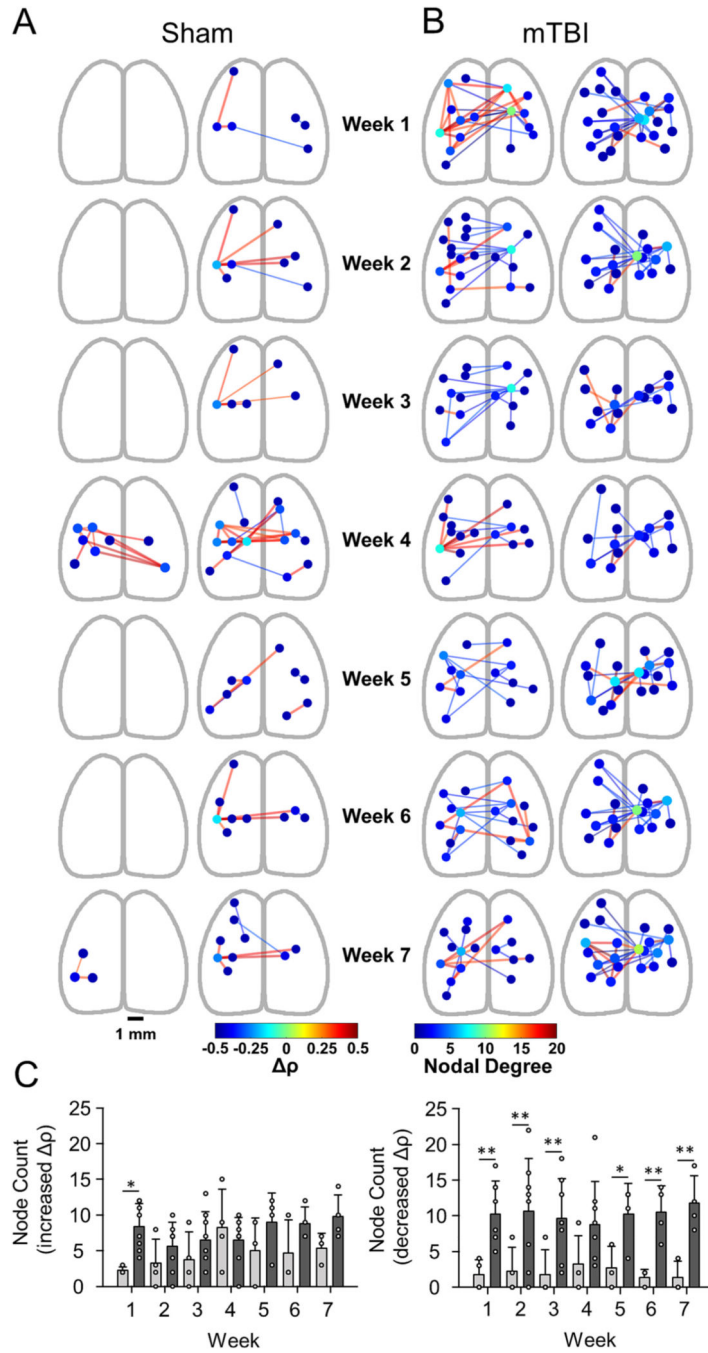 A
Sham
B
mTBI
Week 1
Week 2
Week 3
Week 4
Week 5
Week 6
Week 7
1 mm
-0.5 -0.25 0 0.25 0.5
Δρ
0 5 10 15 20
Nodal Degree
C
25
20
15
10
5
0
Node Count
(increased Δρ)
*
1 2 3 4 5 6 7
Week
25
20
15
10
5
0
Node Count
(decreased Δρ)
** ** ** * ** **
1 2 3 4 5 6 7
Week